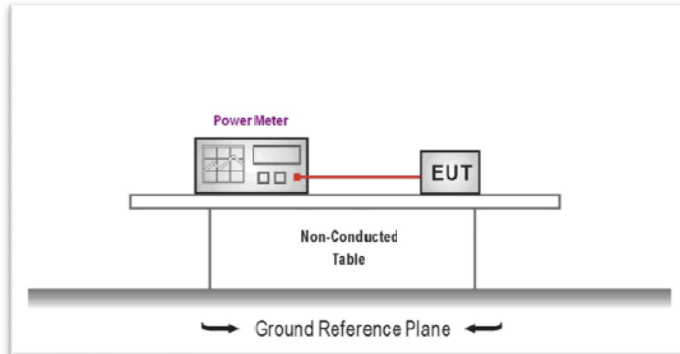 Power Meter
EUT
Non-Conducted
Table
Ground Reference Plane